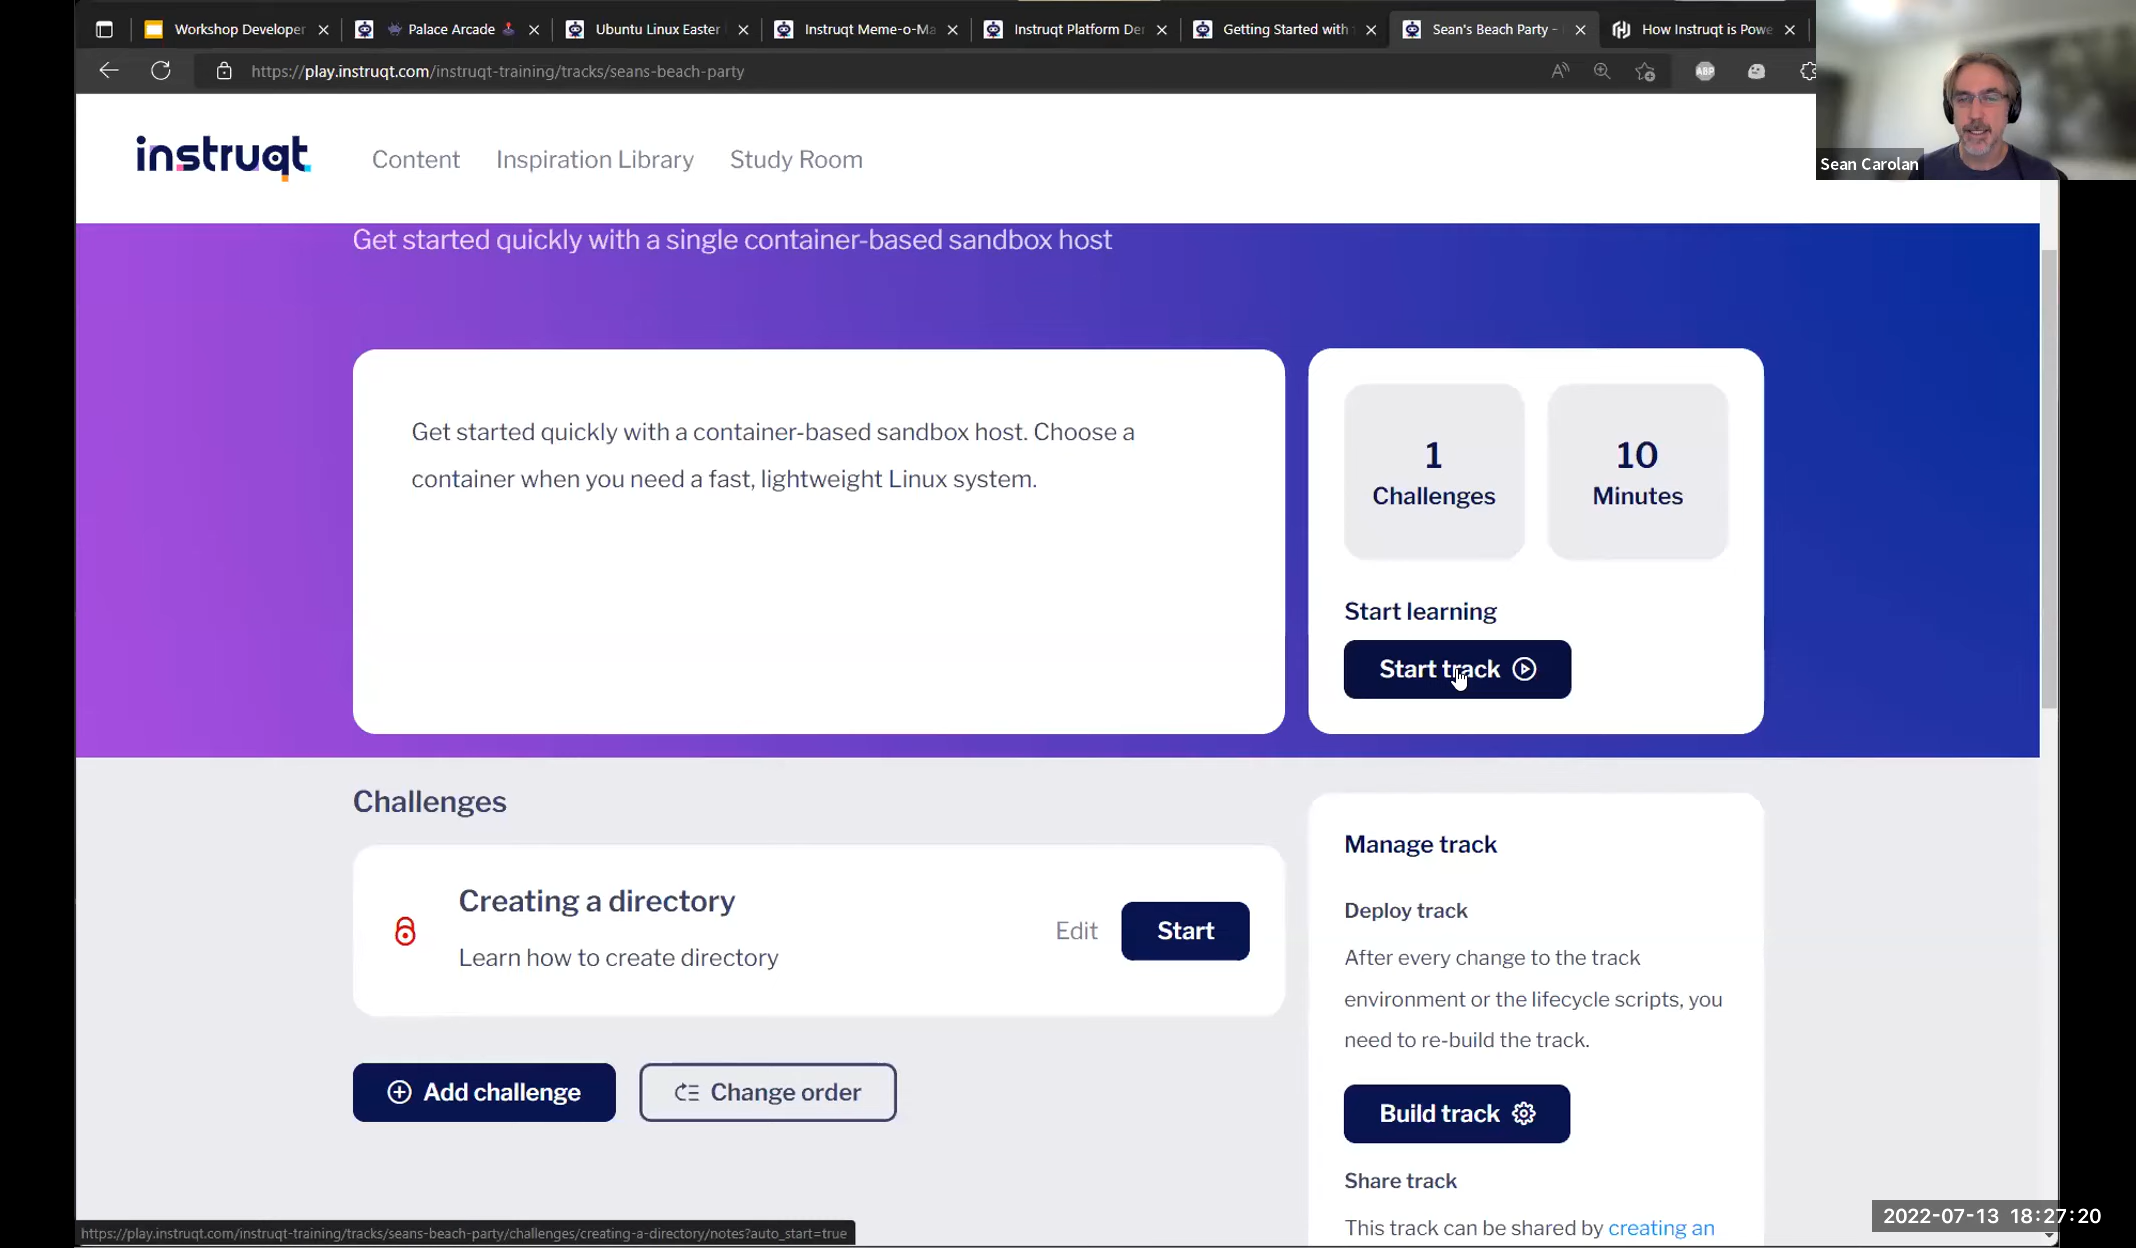 Workshop Developer
Palace Arcade
Ubuntu Linux Easter
Instruqt Meme-o-Ma
Instruqt Platform De
Getting Started with
Sean's Beach Party -
How Instruqt is Powe
https://play.instruqt.com/instruqt-training/tracks/seans-beach-party
ABP
instruqt
Content
Inspiration Library
Study Room
Sean Carolan
Get started quickly with a single container-based sandbox host
Get started quickly with a container-based sandbox host. Choose a
container when you need a fast, lightweight Linux system.
1
Challenges
10
Minutes
Start learning
Start track
Challenges
Creating a directory
Learn how to create directory
Edit
Start
Add challenge
Change order
Manage track
Deploy track
After every change to the track
environment or the lifecycle scripts, you
need to re-build the track.
Build track
Share track
This track can be shared by creating an
https://play.instruqt.com/instruqt-training/tracks/seans-beach-party/challenges/creating-a-directory/notes?auto_start=true
2022-07-13 18:27:20